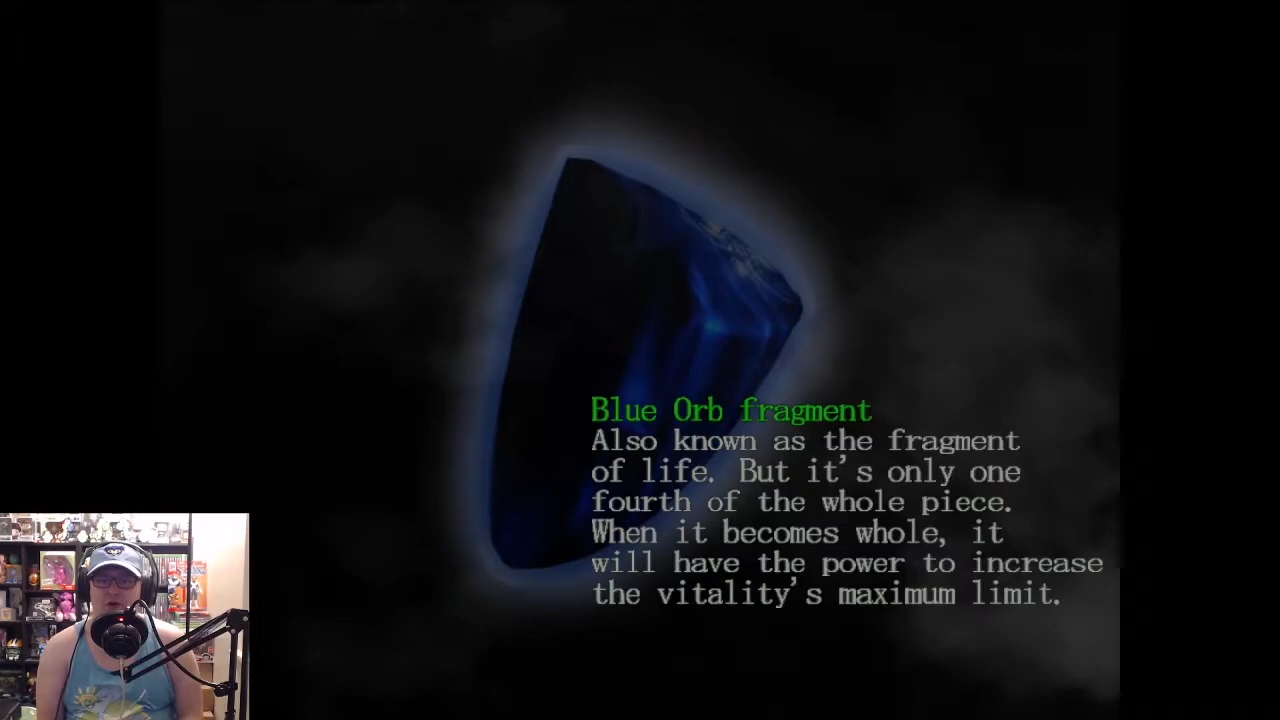 Blue Orb fragment
Also known as the fragment
of life. But it's only one
fourth of the whole piece.
When it becomes whole, it
will have the power to increase
the vitality's maximum limit.